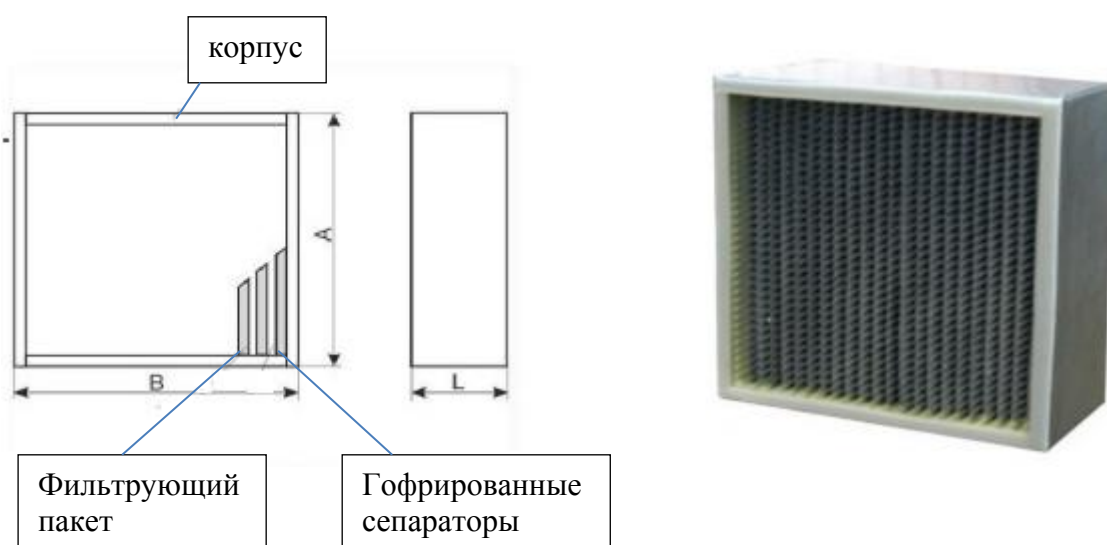 корпус
A
B
L
Фильтрующий
пакет
Гофрированные
сепараторы